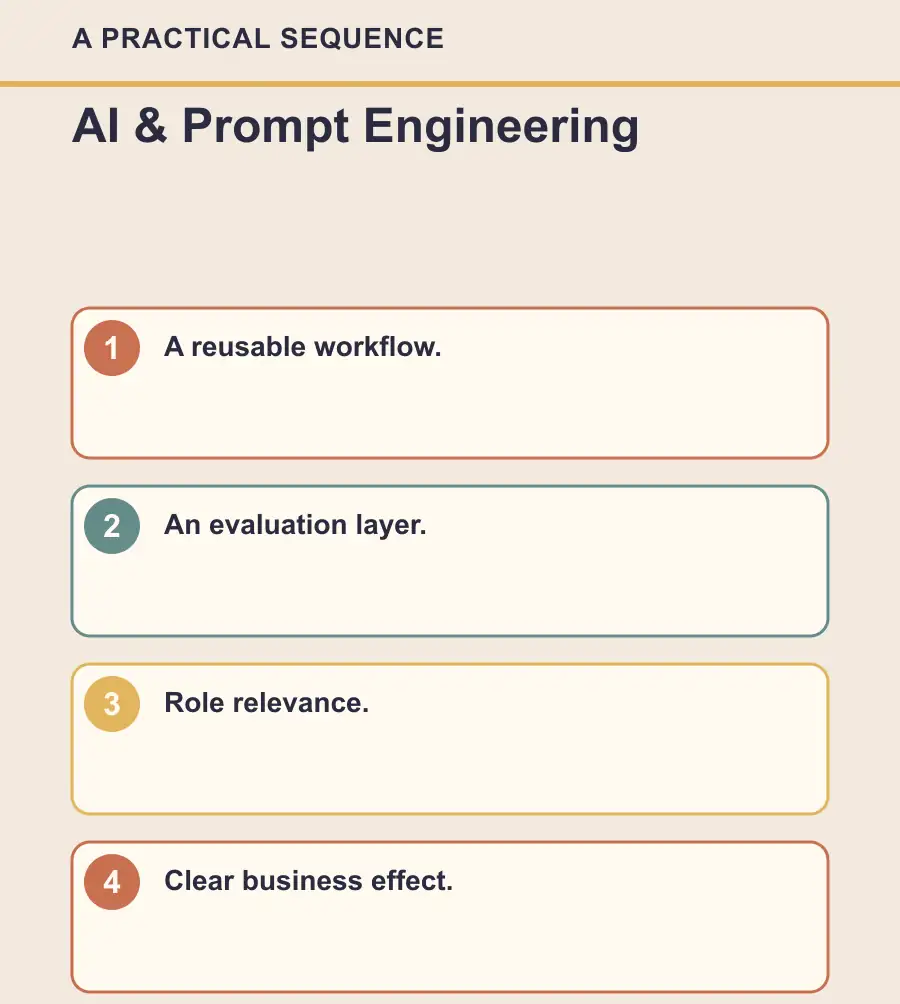 A PRACTICAL SEQUENCE
AI & Prompt Engineering
1
A reusable workflow.
2
An evaluation layer.
3
Role relevance.
4
Clear business effect.